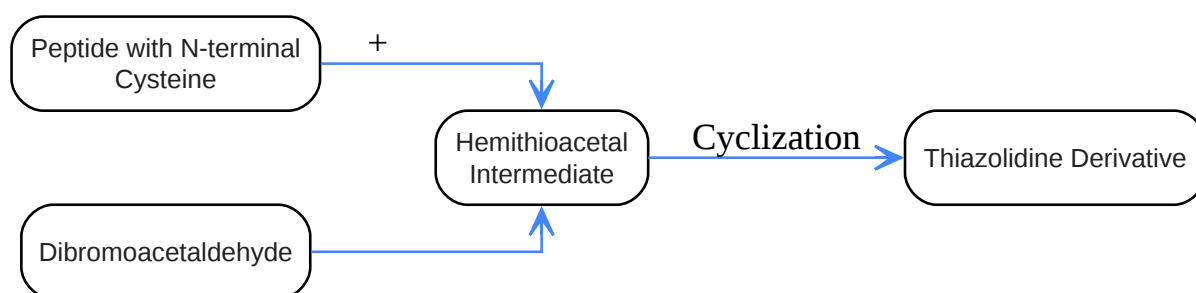 Peptide with N-terminal
Cysteine
+
Hemithioacetal
Intermediate
Cyclization
Thiazolidine Derivative
Dibromoacetaldehyde